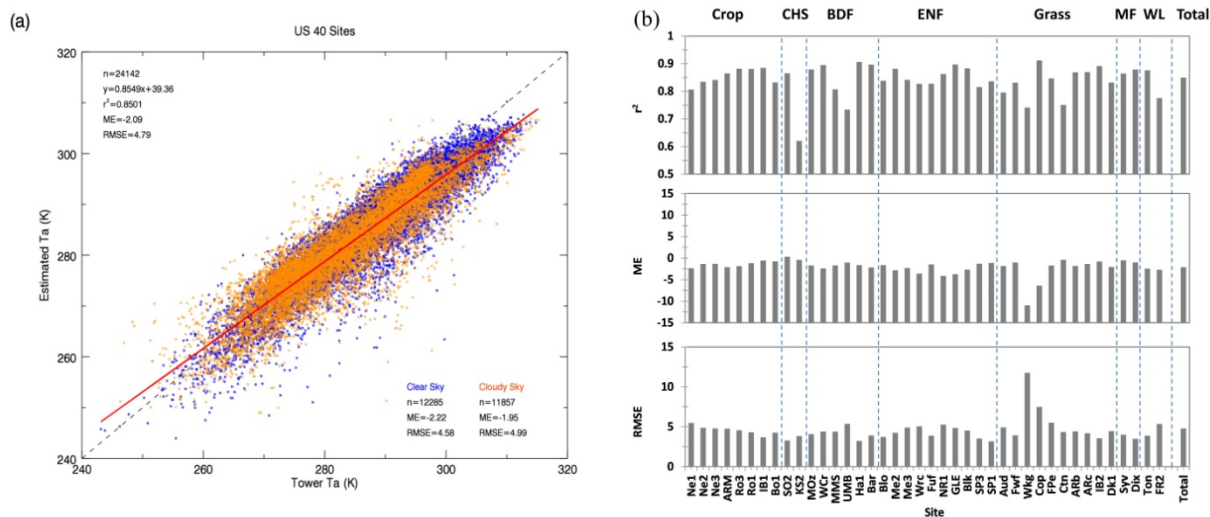 (a)
US 40 Sites
n=24142
y=0.8549x+39.36
r²=0.8501
ME=-2.09
RMSE=4.79
320
300
280
260
240
Estimated Ta (K)
Clear Sky Cloudy Sky
n=12285 n=11857
ME=-2.22 ME=-1.95
RMSE=4.58 RMSE=4.99
240 260 280 300 320
Tower Ta (K)
(b)
Crop CHS BDF ENF Grass MF WL Total
1
0.9
0.8
0.7
0.6
0.5
r²
15
10
5
0
-5
-10
-15
ME
15
10
5
0
RMSE
Ne1 Ne2 Ne3 ARM Ro3 Ro1 IB1 Bo1 SO2 KS2 MOz WCr MMS UMB Ha1 Bar Blo Me2 Me3 Wrc Fuf NR1 GLE Blk SP3 SP1 Aud Fwf Wkg Cop FPe Ctn ARb ARc IB2 Dk1 Syv Dix Ton FR2 Total
Site